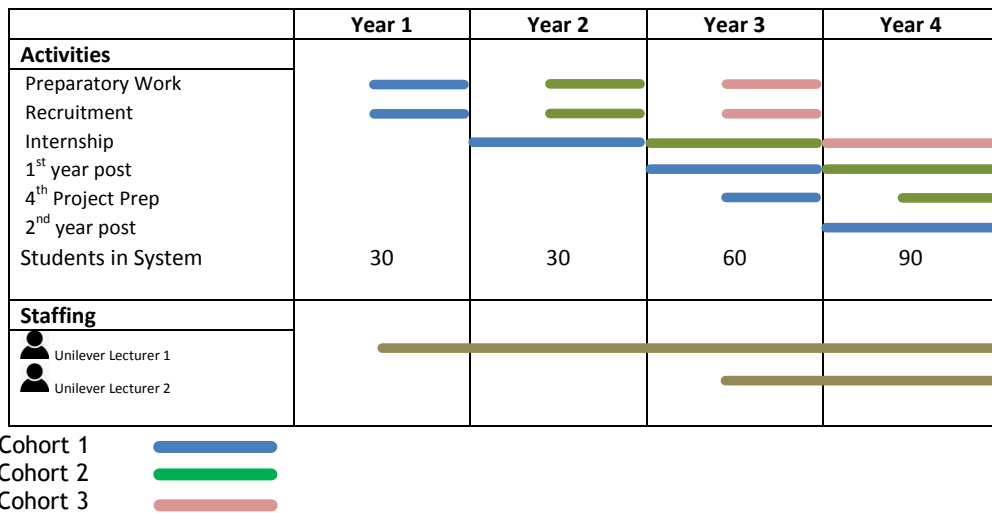 Year 1 Year 2 Year 3 Year 4
Activities
Preparatory Work
Recruitment
Internship
1st year post
4th Project Prep
2nd year post
Students in System 30 30 60 90
Staffing
Unilever Lecturer 1
Unilever Lecturer 2
Cohort 1
Cohort 2
Cohort 3